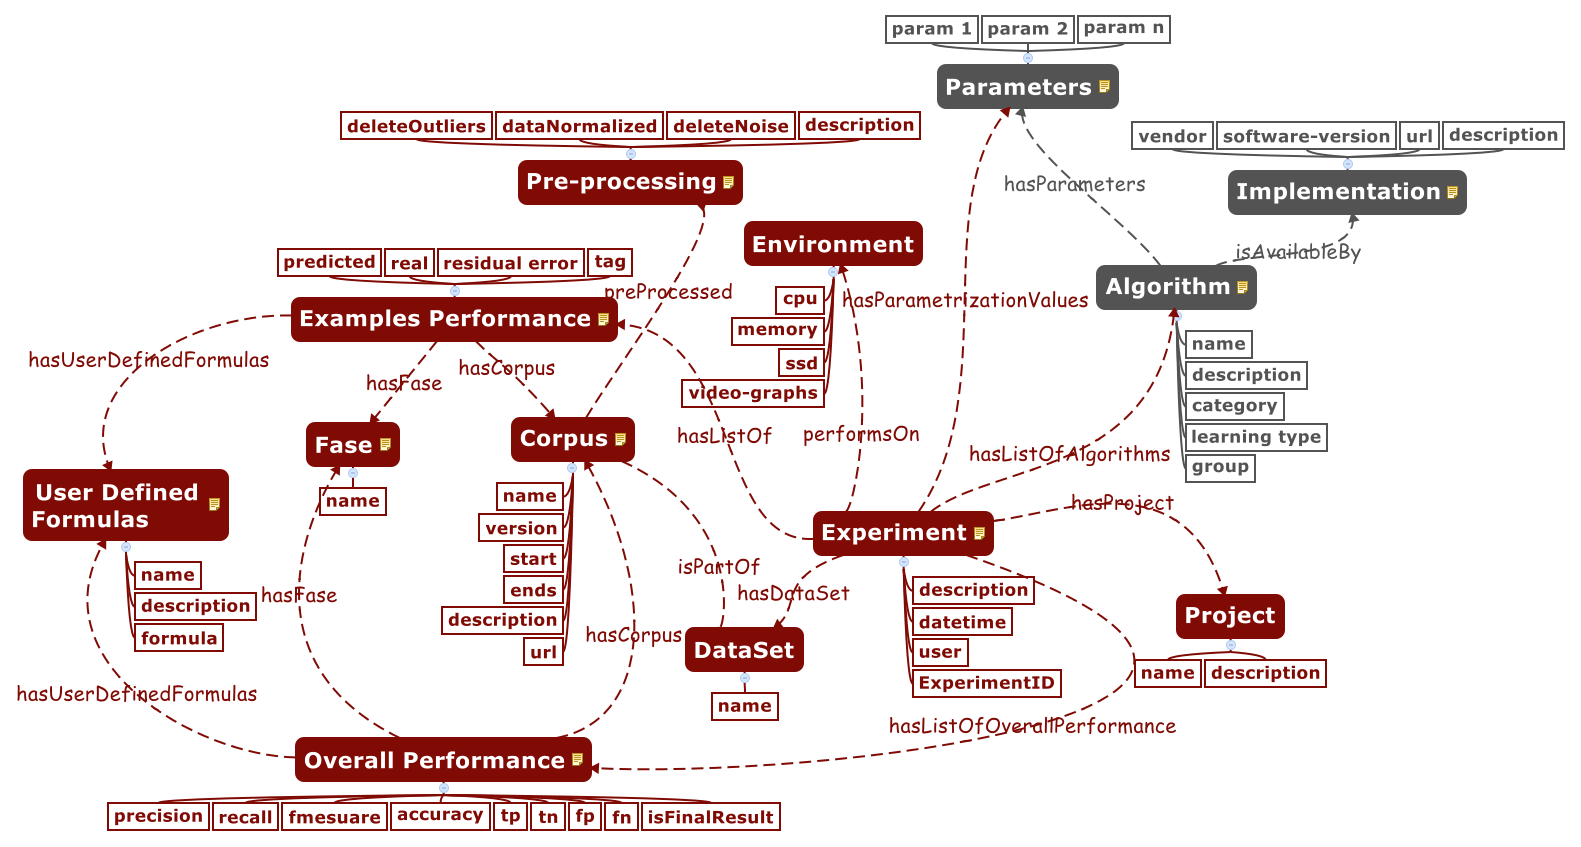 param 1
param 2
param n
Parameters
deleteOutliers
dataNormalized
deleteNoise
description
Pre-processing
vendor
software-version
url
description
Implementation
hasParameters
isAvailableBy
Environment
cpu
memory
ssd
video-graphs
predicted
real
residual error
tag
Examples Performance
preProcessed
hasParametrizationValues
Algorithm
name
description
category
learning type
group
hasUserDefinedFormulas
hasFase
hasCorpus
hasListOf
performsOn
hasListOfAlgorithms
hasProject
Fase
name
Corpus
name
version
start
ends
description
url
User Defined
Formulas
name
description
formula
Experiment
description
datetime
user
ExperimentID
isPartOf
hasDataSet
hasFase
hasCorpus
DataSet
name
Project
name
description
hasUserDefinedFormulas
hasListOfOverallPerformance
Overall Performance
precision
recall
fmesuare
accuracy
tp
tn
fp
fn
isFinalResult